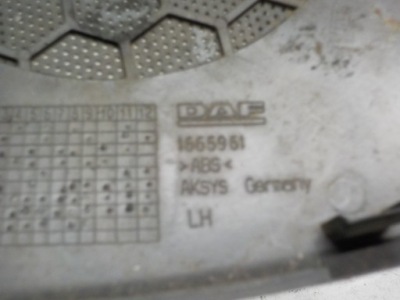 DAF
1665961
>ABS<
AKSYS Germany
LH